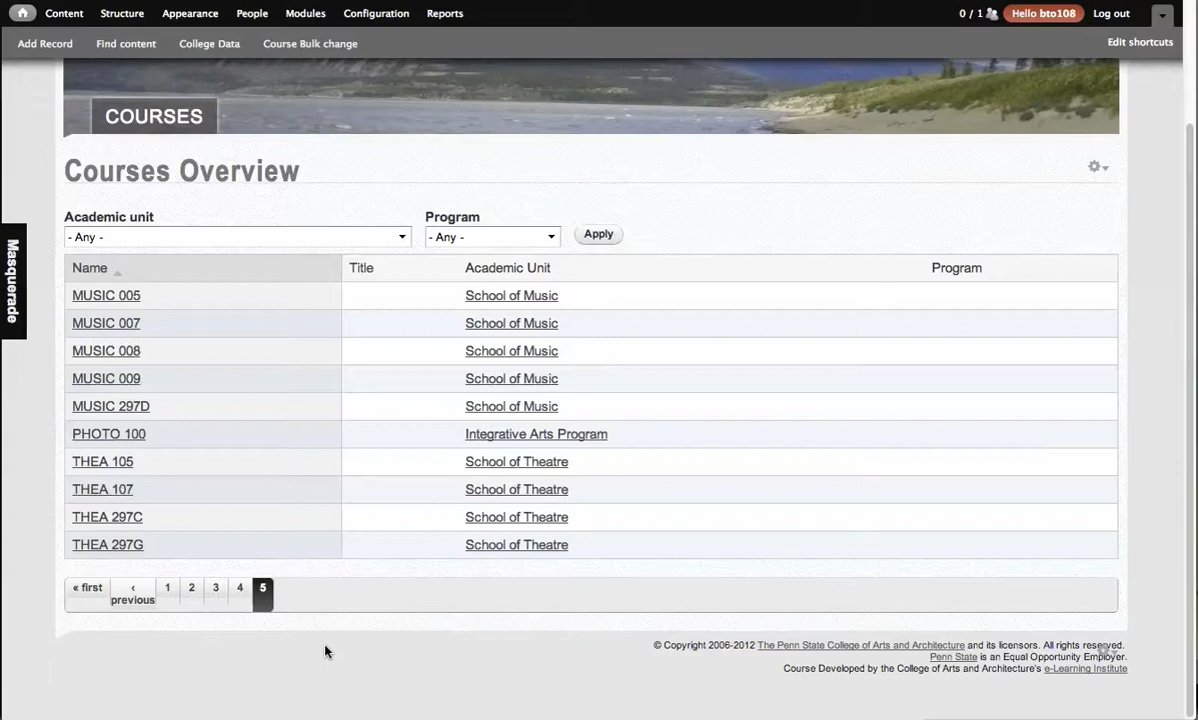 Content Structure Appearance People Modules Configuration Reports 0 / 1 Hello bto108 Log out
Add Record Find content College Data Course Bulk change Edit shortcuts
COURSES
Courses Overview
Masquerade
Academic unit Program
- Any - - Any - Apply
Name Title Academic Unit Program
MUSIC 005 School of Music
MUSIC 007 School of Music
MUSIC 008 School of Music
MUSIC 009 School of Music
MUSIC 297D School of Music
PHOTO 100 Integrative Arts Program
THEA 105 School of Theatre
THEA 107 School of Theatre
THEA 297C School of Theatre
THEA 297G School of Theatre
« first ‹ previous 1 2 3 4 5
© Copyright 2006-2012 The Penn State College of Arts and Architecture and its licensors. All rights reserved.
Penn State is an Equal Opportunity Employer.
Course Developed by the College of Arts and Architecture's e-Learning Institute